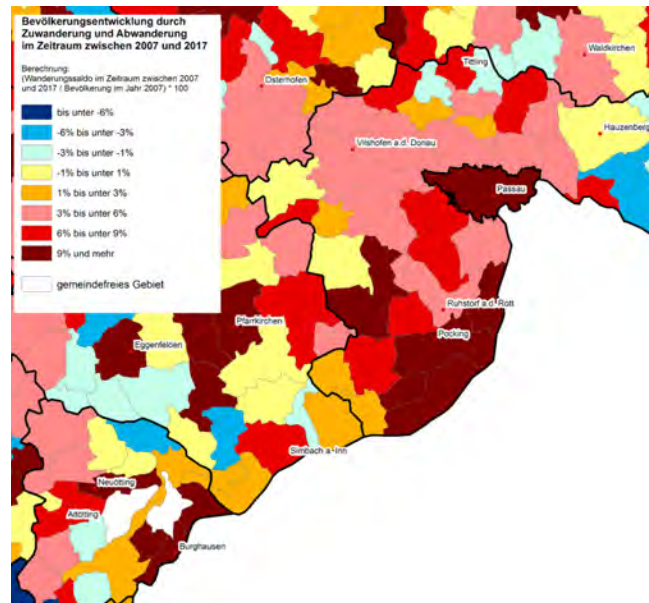 Bevölkerungsentwicklung durch
Zuwanderung und Abwanderung
im Zeitraum zwischen 2007 und 2017
Berechnung:
(Wanderungssaldo im Zeitraum zwischen 2007
und 2017 / Bevölkerung im Jahr 2007) * 100
bis unter -6%
-6% bis unter -3%
-3% bis unter -1%
-1% bis unter 1%
1% bis unter 3%
3% bis unter 6%
6% bis unter 9%
9% und mehr
gemeindefreies Gebiet
Waldkirchen
Tittling
Osterhofen
Hauzenberg
Vilshofen a.d. Donau
Passau
Ruhstorf a.d. Rott
Pfarrkirchen
Pocking
Eggenfelden
Simbach a. Inn
Neuötting
Altötting
Burghausen